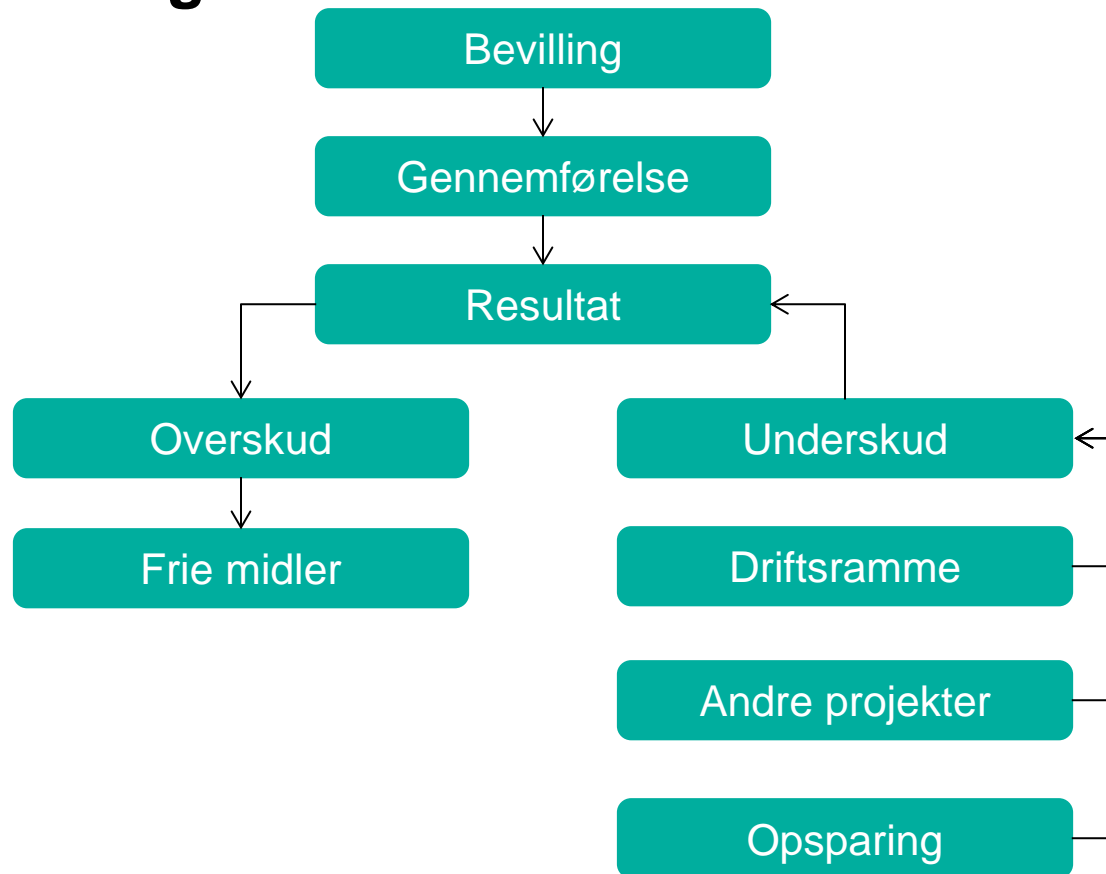 Bevilling
Gennemførelse
Resultat
Overskud
Underskud
Frie midler
Driftsramme
Andre projekter
Opsparing